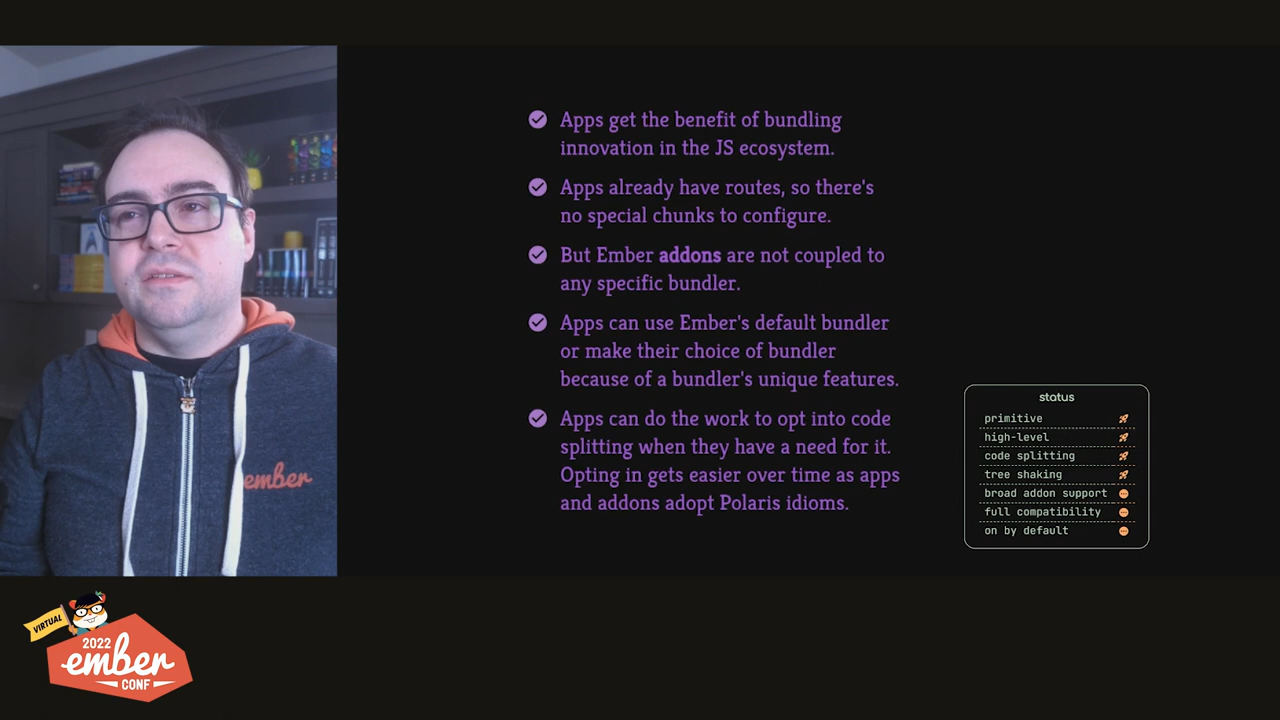 Apps get the benefit of bundling
innovation in the JS ecosystem.
Apps already have routes, so there's
no special chunks to configure.
But Ember addons are not coupled to
any specific bundler.
Apps can use Ember's default bundler
or make their choice of bundler
because of a bundler's unique features.
Apps can do the work to opt into code
splitting when they have a need for it.
Opting in gets easier over time as apps
and addons adopt Polaris idioms.
status
primitive
high-level
code splitting
tree shaking
broad addon support
full compatibility
on by default
ember
VIRTUAL
2022
ember
CONF